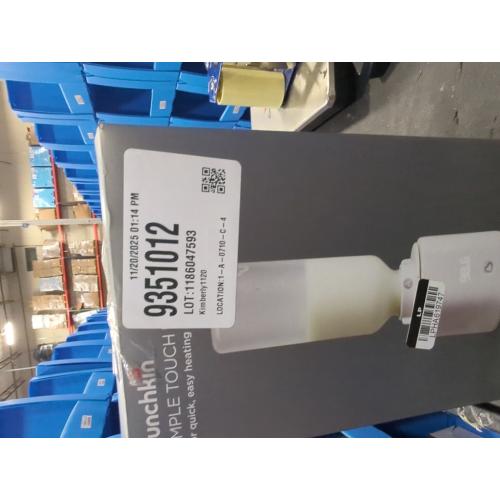 11/20/2025 01:14 PM
9351012
LOT:1186047593
Kimberly1120
LOCATION:1-A-0710-C-4
unchkin
MPLE TOUCH
r quick, easy heating
LP